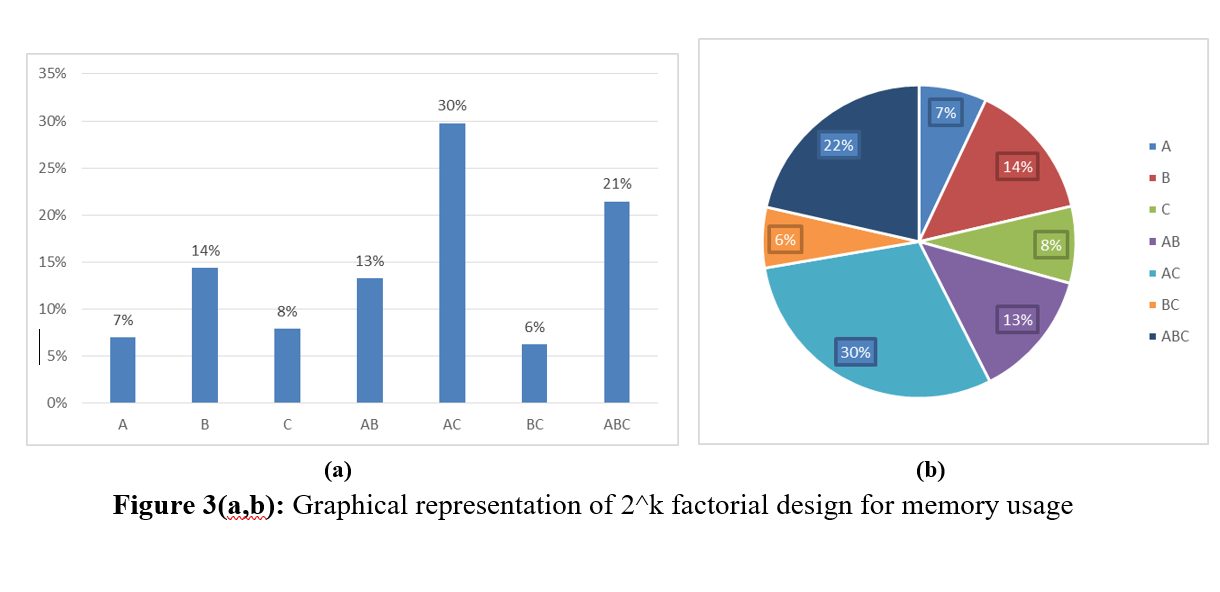 35%
30%
25%
20%
15%
10%
5%
0%
7%
14%
8%
13%
30%
6%
21%
A B C AB AC BC ABC
7%
14%
8%
13%
30%
6%
22%
A
B
C
AB
AC
BC
ABC
(a) (b)
Figure 3(a,b): Graphical representation of 2^k factorial design for memory usage